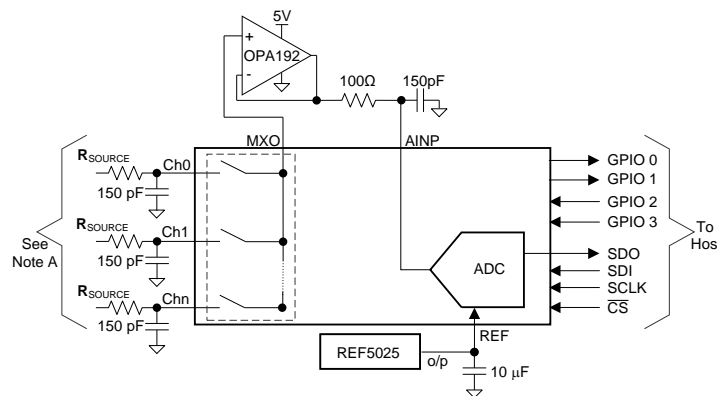 5V
+
OPA192
-
100Ω
150pF
MXO
AINP
RSOURCE
Ch0
150 pF
RSOURCE
Ch1
150 pF
RSOURCE
Chn
150 pF
See
Note A
ADC
GPIO 0
GPIO 1
GPIO 2
GPIO 3
SDO
SDI
SCLK
CS
To
Hos
REF
REF5025
o/p
10 μF